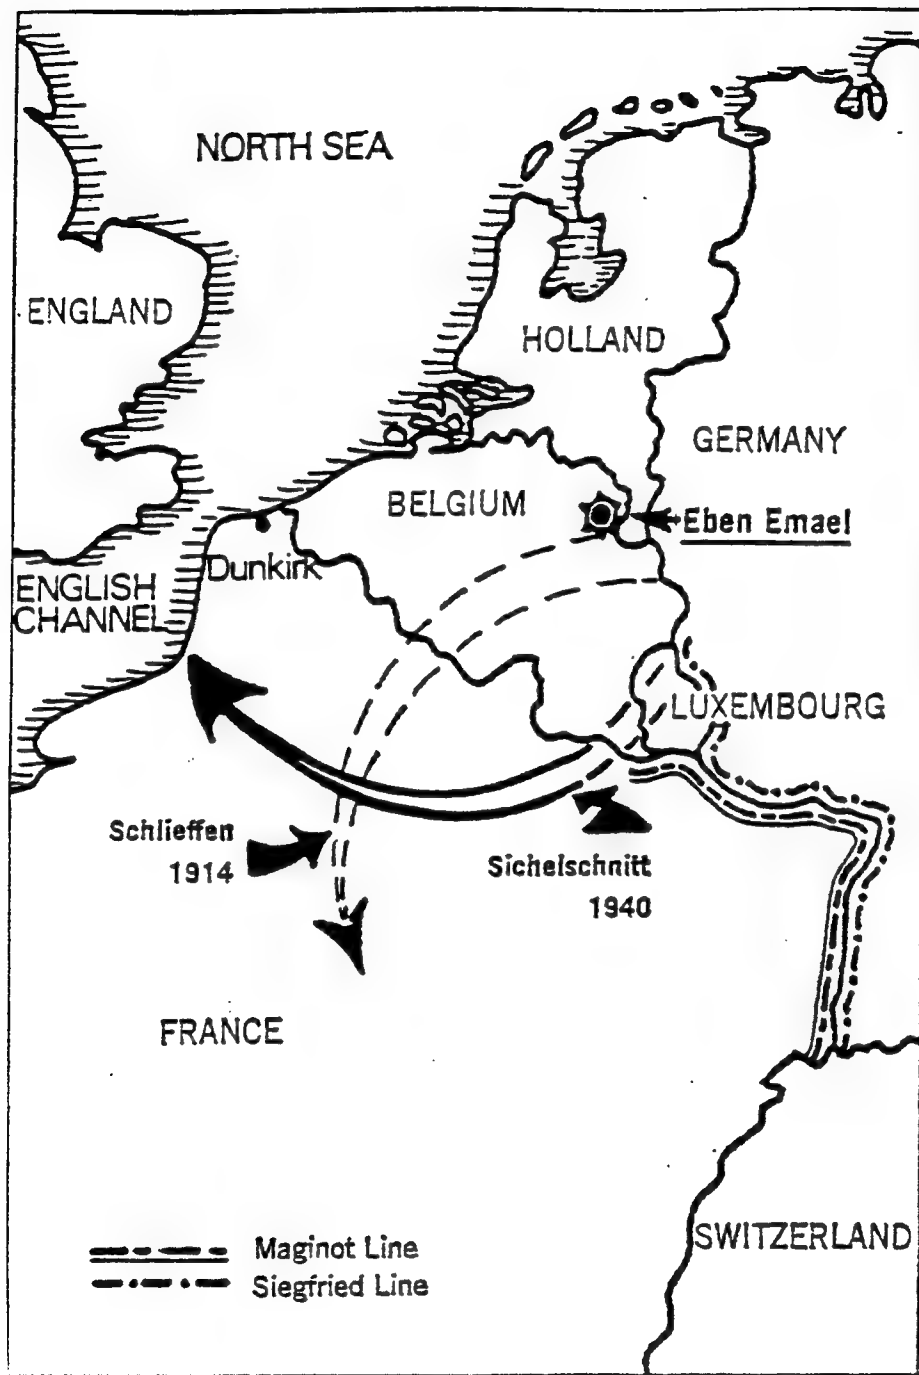 NORTH SEA
ENGLAND
HOLLAND
GERMANY
BELGIUM
Eben Emael
Dunkirk
ENGLISH
CHANNEL
LUXEMBOURG
Schlieffen
1914
Sichelschnitt
1940
FRANCE
SWITZERLAND
Maginot Line
Siegfried Line